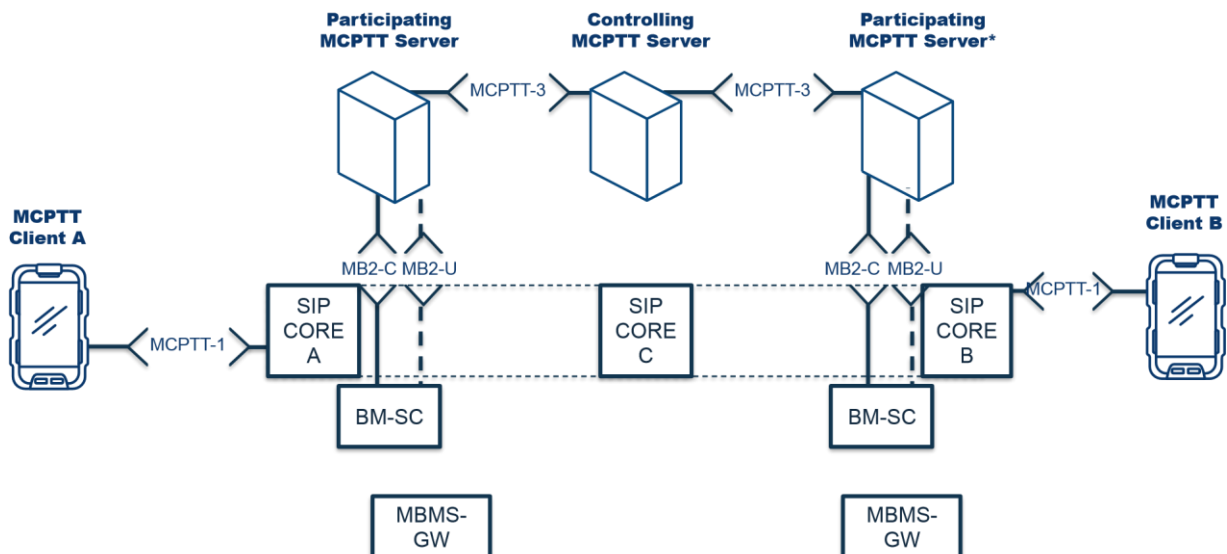 Participating
MCPTT Server
Controlling
MCPTT Server
Participating
MCPTT Server*
MCPTT-3
MCPTT-3
MCPTT
Client A
MCPTT
Client B
MB2-C
MB2-U
MB2-C
MB2-U
MCPTT-1
SIP
CORE
A
SIP
CORE
C
SIP
CORE
B
MCPTT-1
BM-SC
BM-SC
MBMS-
GW
MBMS-
GW